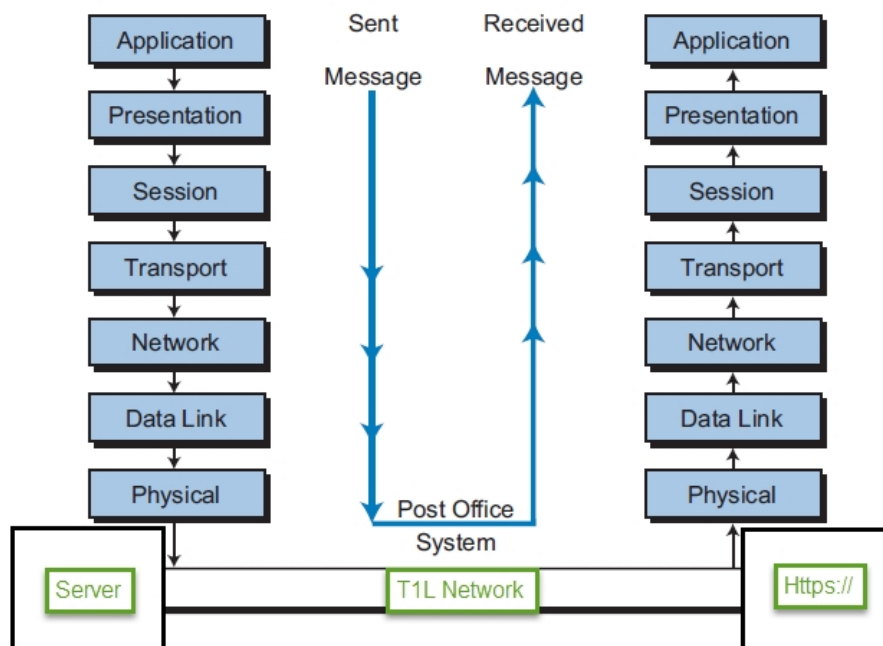 Application
Presentation
Session
Transport
Network
Data Link
Physical
Sent
Message
Received
Message
Post Office
System
Application
Presentation
Session
Transport
Network
Data Link
Physical
Server
T1L Network
Https://